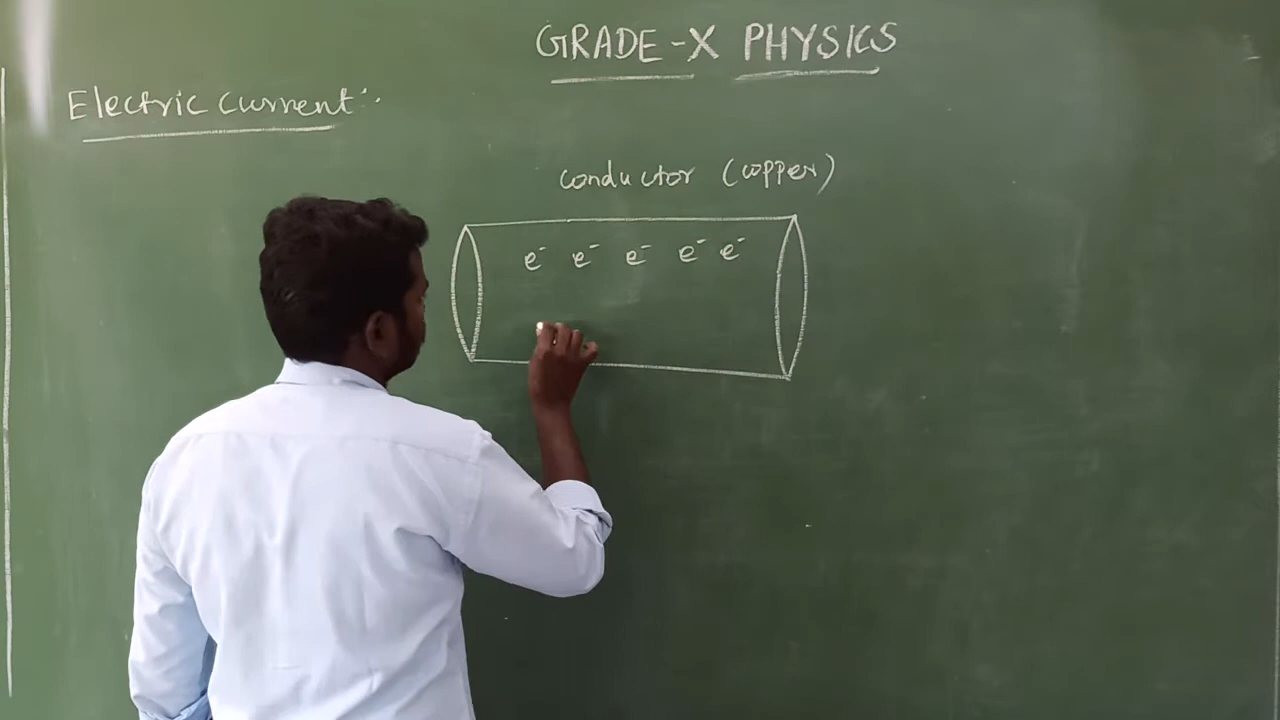 GRADE-X PHYSICS
Electric current:-
conductor (copper)
e⁻ e⁻ e⁻ e⁻ e⁻